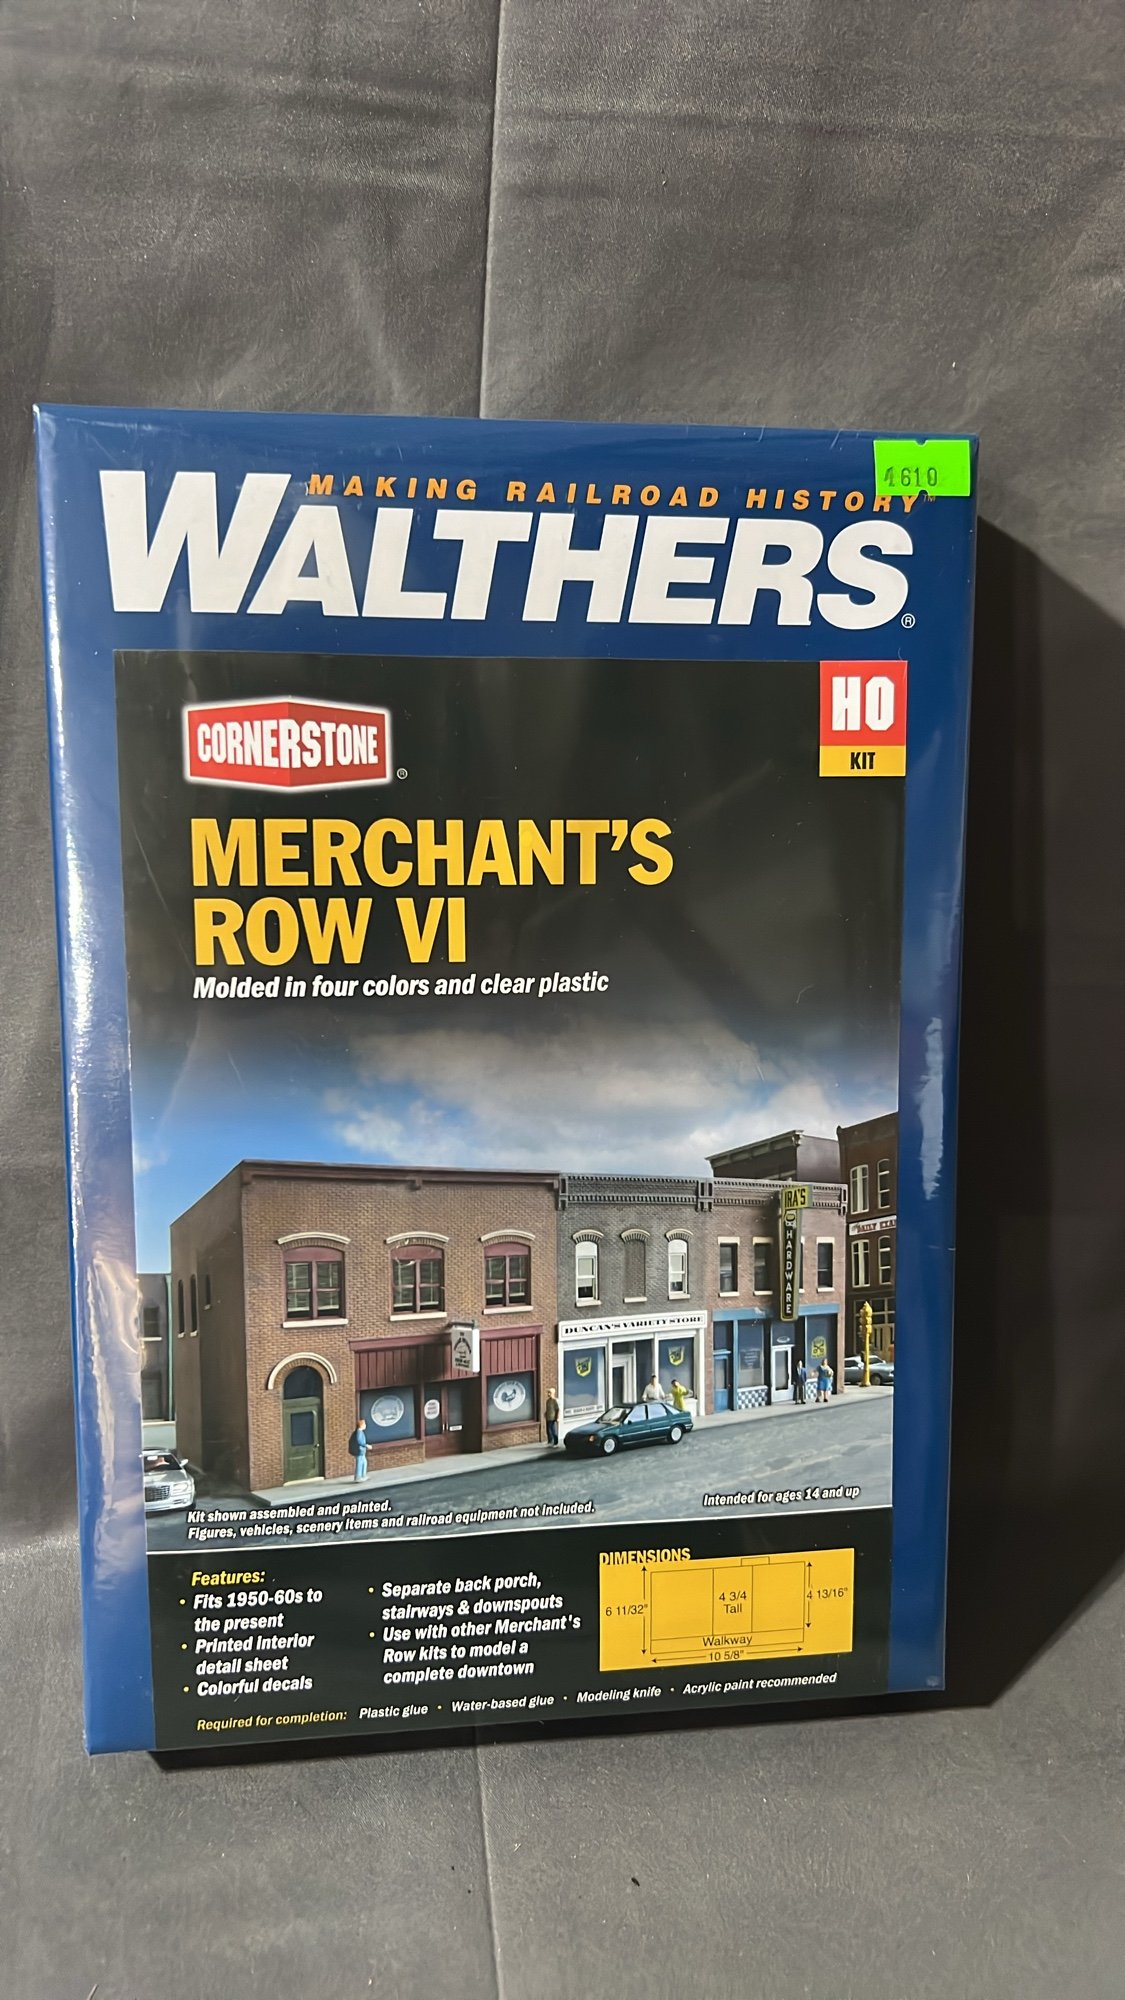 4610
MAKING RAILROAD HISTORY™
WALTHERS®
HO
KIT
CORNERSTONE®
MERCHANT'S
ROW VI
Molded in four colors and clear plastic
IRA'S
HARDWARE
DUNCAN'S VARIETY STORE
Kit shown assembled and painted.
Figures, vehicles, scenery items and railroad equipment not included.
Intended for ages 14 and up
Features:
• Fits 1950-60s to
the present
• Printed interior
detail sheet
• Colorful decals
• Separate back porch,
stairways & downspouts
• Use with other Merchant's
Row kits to model a
complete downtown
DIMENSIONS
6 11/32"
4 3/4
Tall
4 13/16"
Walkway
10 5/8"
Required for completion: Plastic glue • Water-based glue • Modeling knife • Acrylic paint recommended